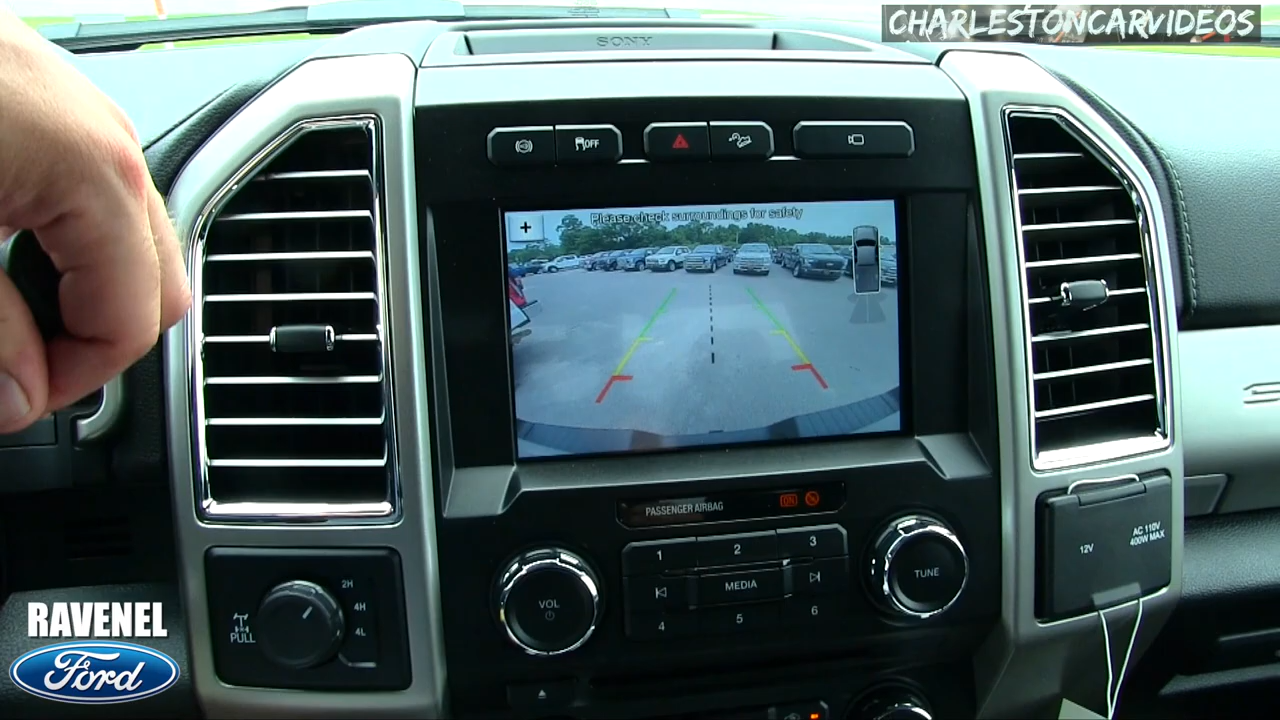 CHARLESTONCARVIDEOS
SONY
OFF
+
Please check surroundings for safety
PASSENGER AIRBAG
ON
1 2 3
MEDIA
4 5 6
VOL
TUNE
2H
4H
4L
PULL
12V
AC 110V
400W MAX
RAVENEL
Ford